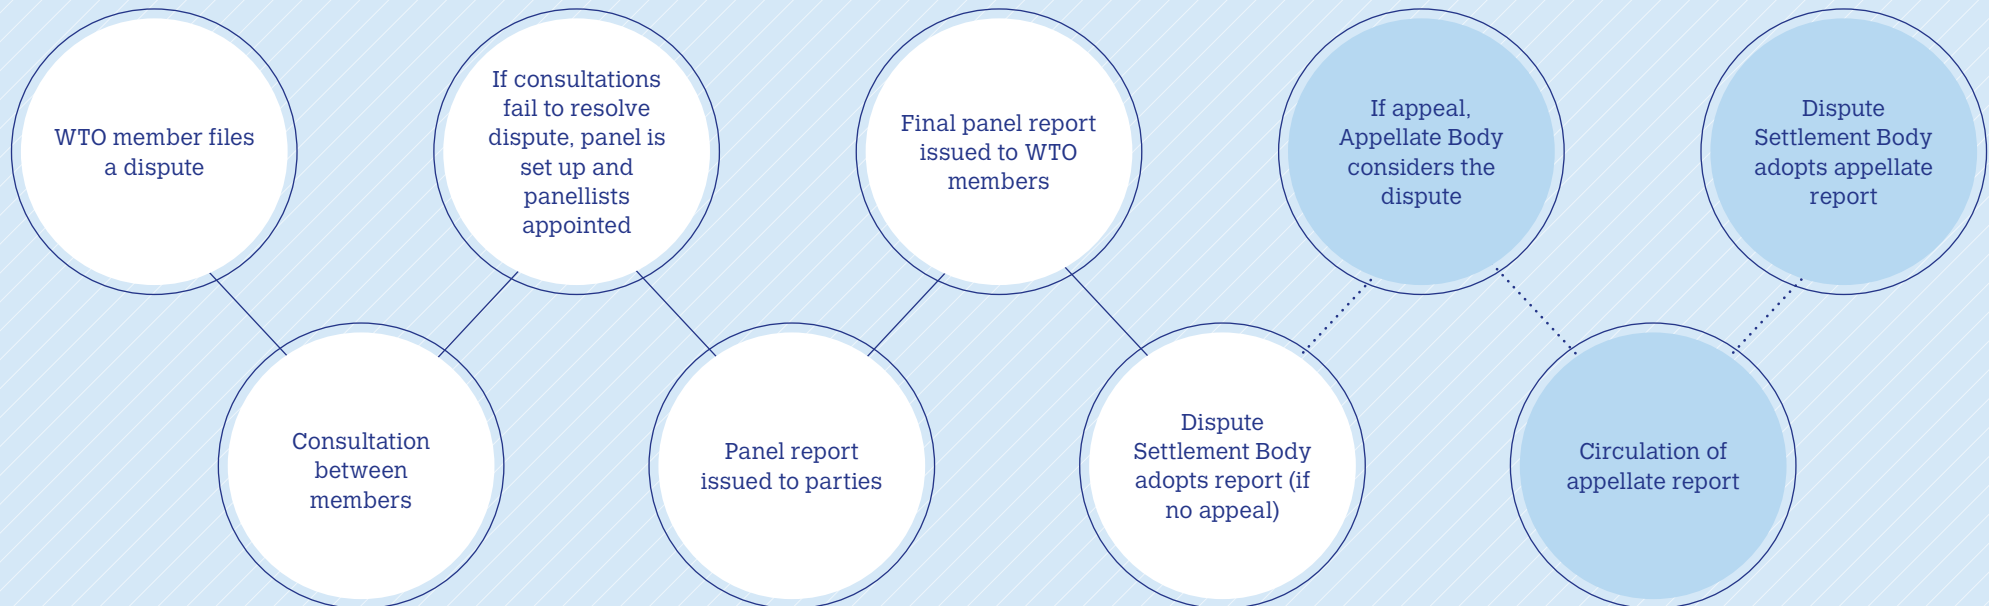 WTO member files
a dispute
Consultation
between
members
If consultations
fail to resolve
dispute, panel is
set up and
panellists
appointed
Panel report
issued to parties
Final panel report
issued to WTO
members
Dispute
Settlement Body
adopts report (if
no appeal)
If appeal,
Appellate Body
considers the
dispute
Circulation of
appellate report
Dispute
Settlement Body
adopts appellate
report